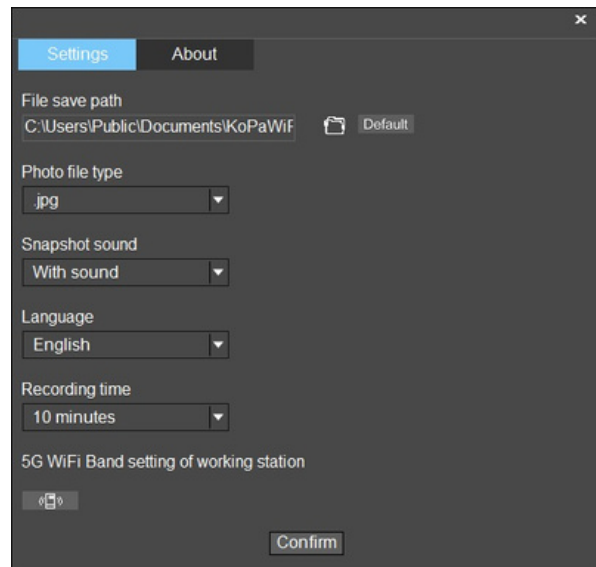 Settings About
File save path
C:\Users\Public\Documents\KoPaWiF Default
Photo file type
.jpg
Snapshot sound
With sound
Language
English
Recording time
10 minutes
5G WiFi Band setting of working station
Confirm